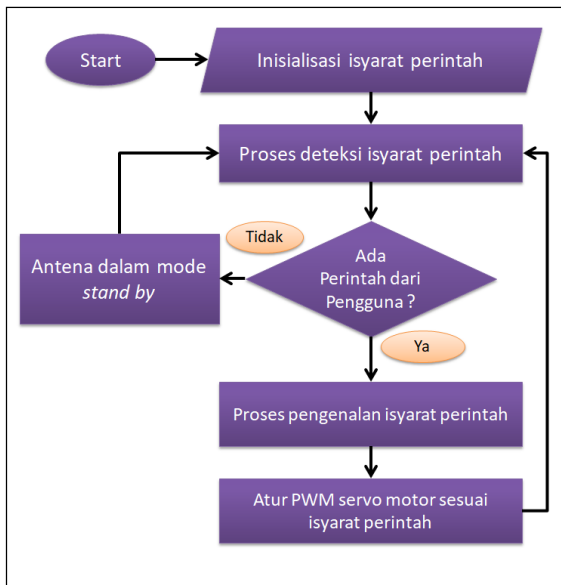 Start
Inisialisasi isyarat perintah
Proses deteksi isyarat perintah
Tidak
Antena dalam mode
stand by
Ada
Perintah dari
Pengguna ?
Ya
Proses pengenalan isyarat perintah
Atur PWM servo motor sesuai
isyarat perintah